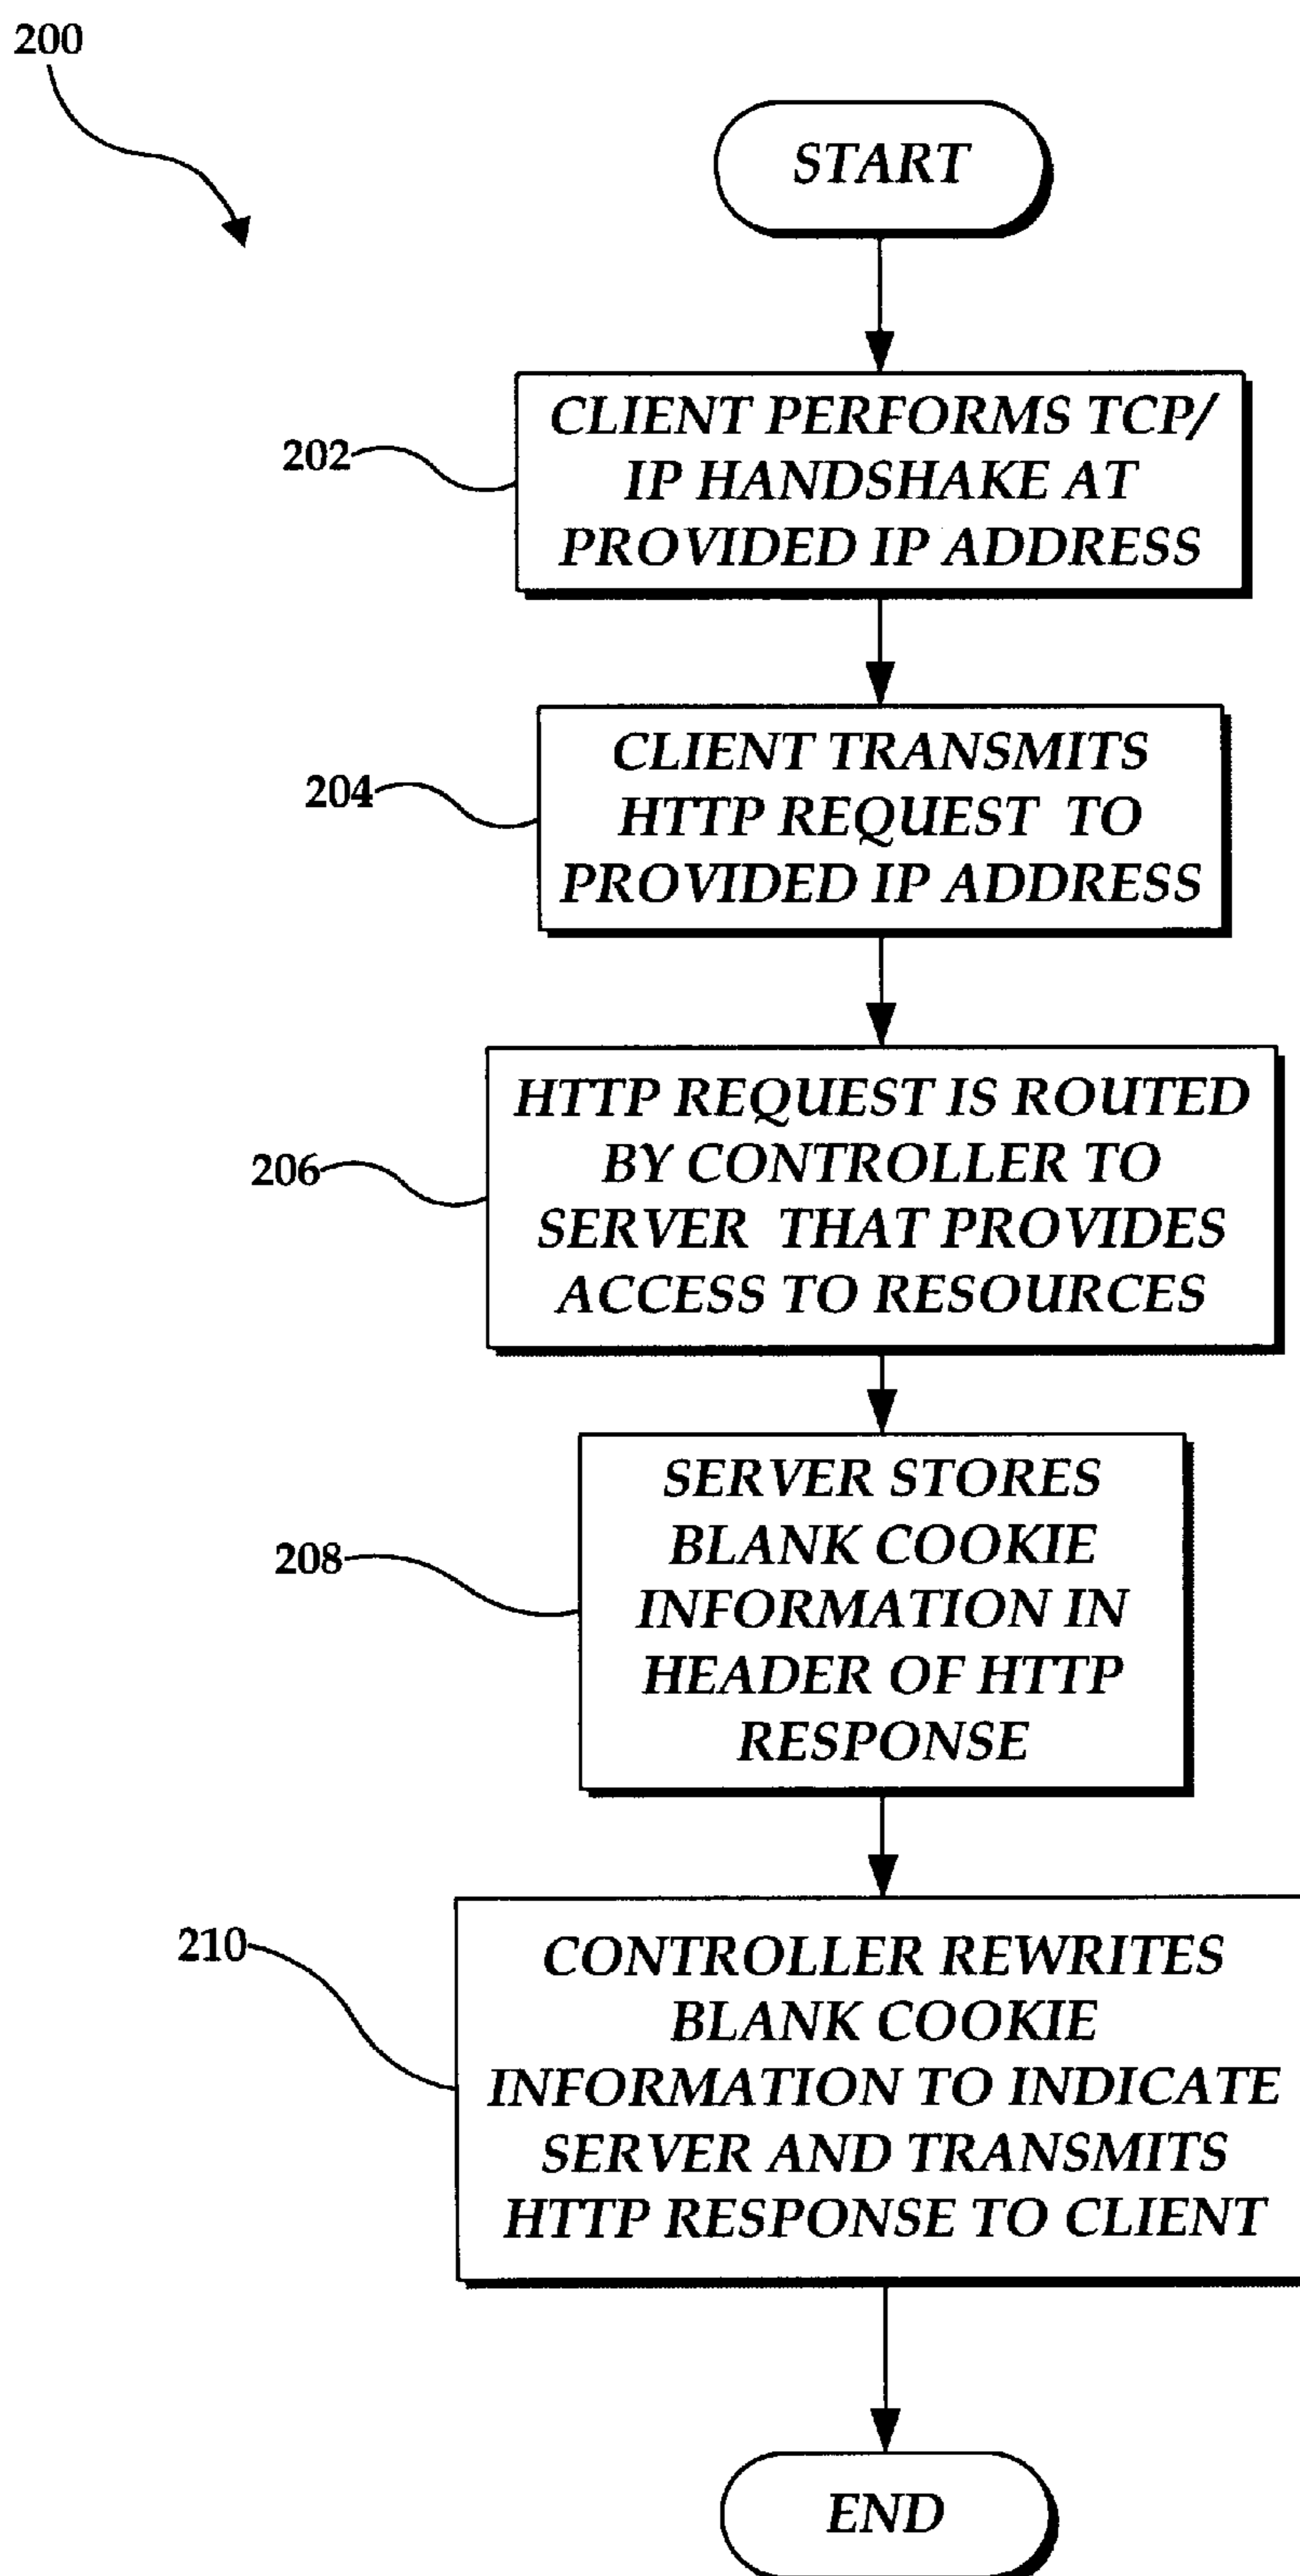 200
START
202
CLIENT PERFORMS TCP/
IP HANDSHAKE AT
PROVIDED IP ADDRESS
204
CLIENT TRANSMITS
HTTP REQUEST TO
PROVIDED IP ADDRESS
206
HTTP REQUEST IS ROUTED
BY CONTROLLER TO
SERVER THAT PROVIDES
ACCESS TO RESOURCES
208
SERVER STORES
BLANK COOKIE
INFORMATION IN
HEADER OF HTTP
RESPONSE
210
CONTROLLER REWRITES
BLANK COOKIE
INFORMATION TO INDICATE
SERVER AND TRANSMITS
HTTP RESPONSE TO CLIENT
END